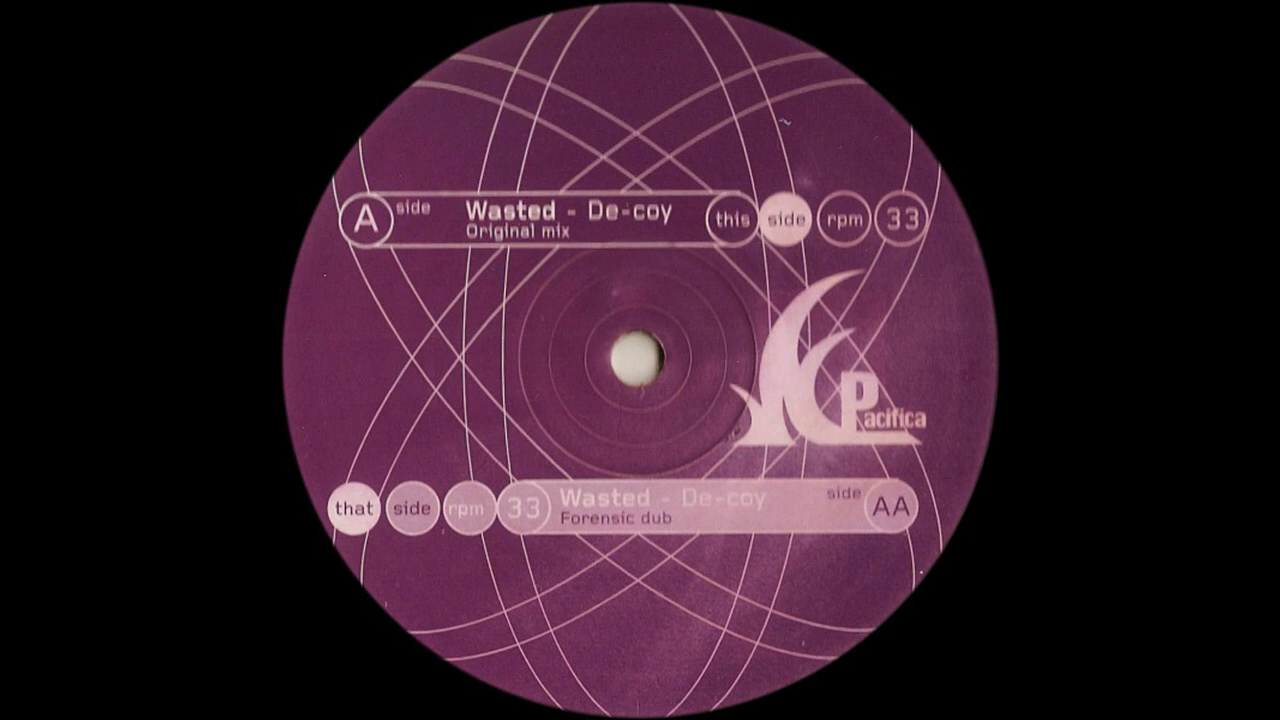 A side Wasted - De-coy this side rpm 33
Original mix
Pacifica
that side rpm 33 Wasted - De-coy side AA
Forensic dub